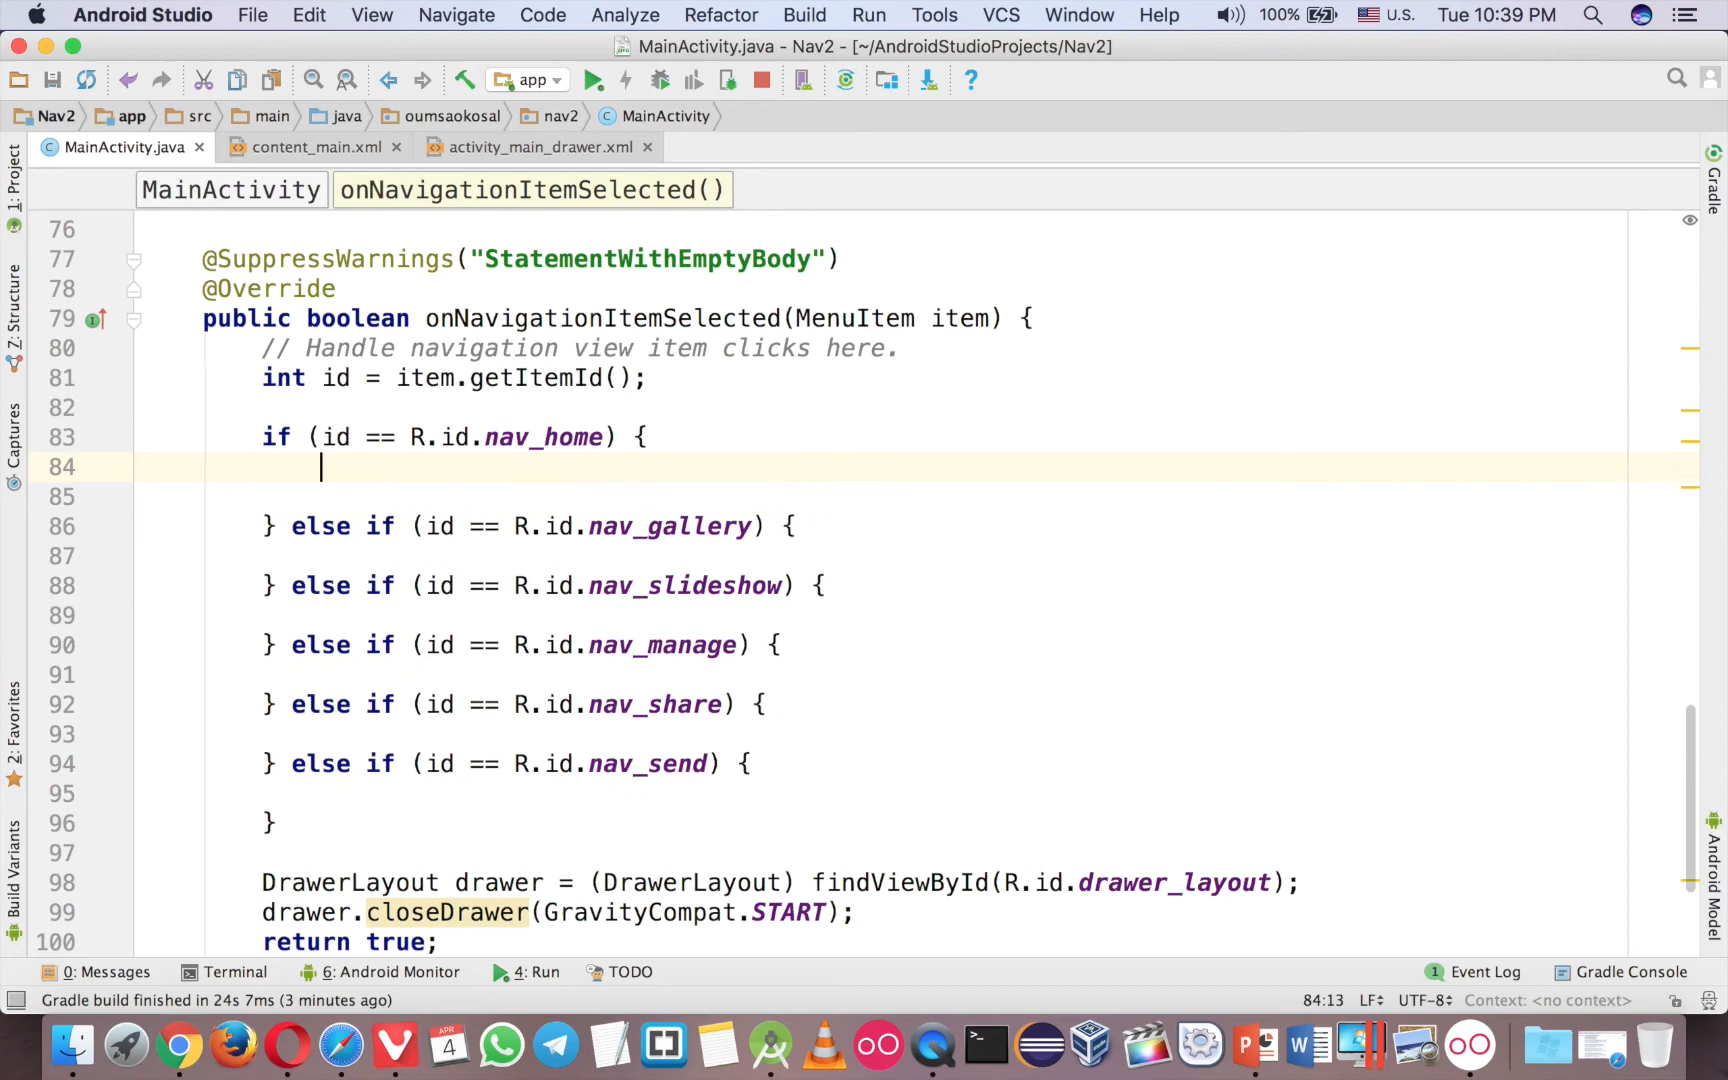 Android Studio File Edit View Navigate Code Analyze Refactor Build Run Tools VCS Window Help 100% U.S. Tue 10:39 PM
MainActivity.java - Nav2 - [~/AndroidStudioProjects/Nav2]
app
Nav2 app src main java oumsaokosal nav2 MainActivity
MainActivity.java content_main.xml activity_main_drawer.xml
MainActivity onNavigationItemSelected()
1: Project
7: Structure
Captures
2: Favorites
Build Variants
Gradle
Android Model
76
77 @SuppressWarnings("StatementWithEmptyBody")
78 @Override
79 public boolean onNavigationItemSelected(MenuItem item) {
80 // Handle navigation view item clicks here.
81 int id = item.getItemId();
82
83 if (id == R.id.nav_home) {
84
85
86 } else if (id == R.id.nav_gallery) {
87
88 } else if (id == R.id.nav_slideshow) {
89
90 } else if (id == R.id.nav_manage) {
91
92 } else if (id == R.id.nav_share) {
93
94 } else if (id == R.id.nav_send) {
95
96 }
97
98 DrawerLayout drawer = (DrawerLayout) findViewById(R.id.drawer_layout);
99 drawer.closeDrawer(GravityCompat.START);
100 return true;
0: Messages Terminal 6: Android Monitor 4: Run TODO 1 Event Log Gradle Console
Gradle build finished in 24s 7ms (3 minutes ago) 84:13 LF UTF-8 Context: <no context>
APR
4